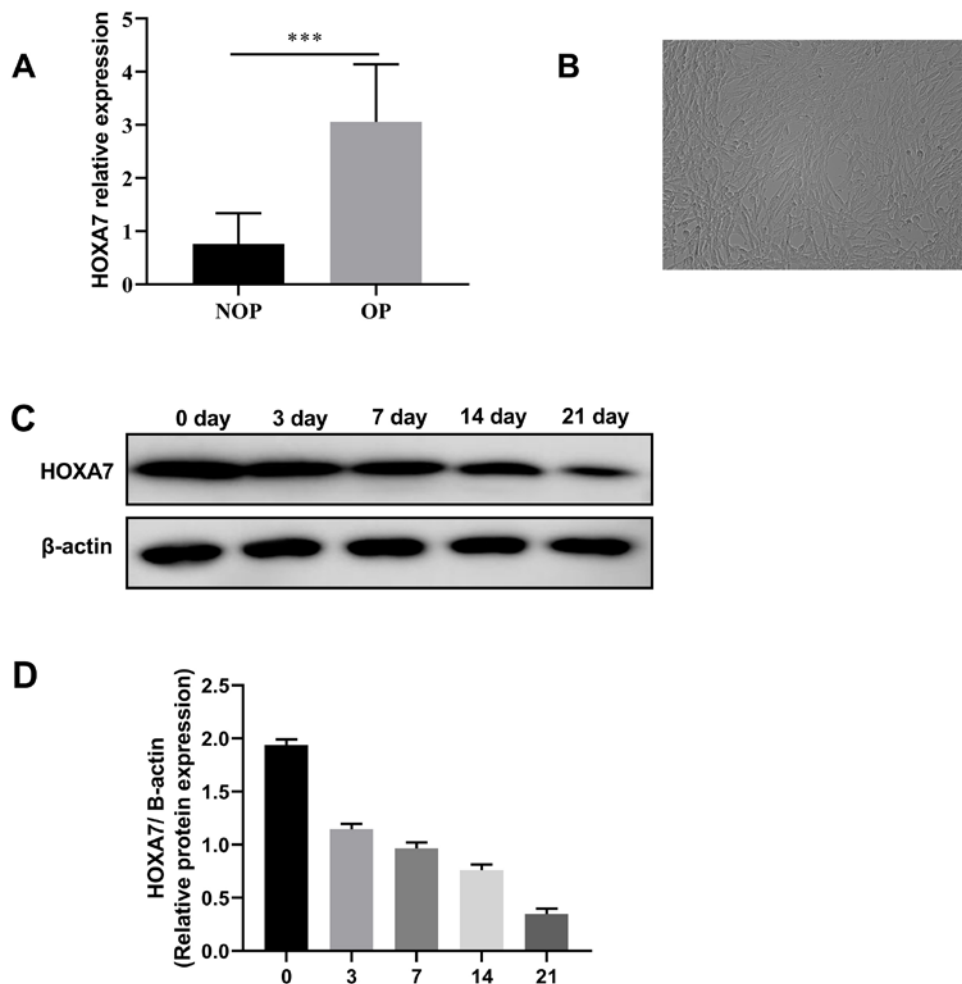 A
HOXA7 relative expression
5
4
3
2
1
0
***
NOP OP
B
C
0 day 3 day 7 day 14 day 21 day
HOXA7
β-actin
D
HOXA7/ B-actin
(Relative protein expression)
2.5
2.0
1.5
1.0
0.5
0.0
0 3 7 14 21